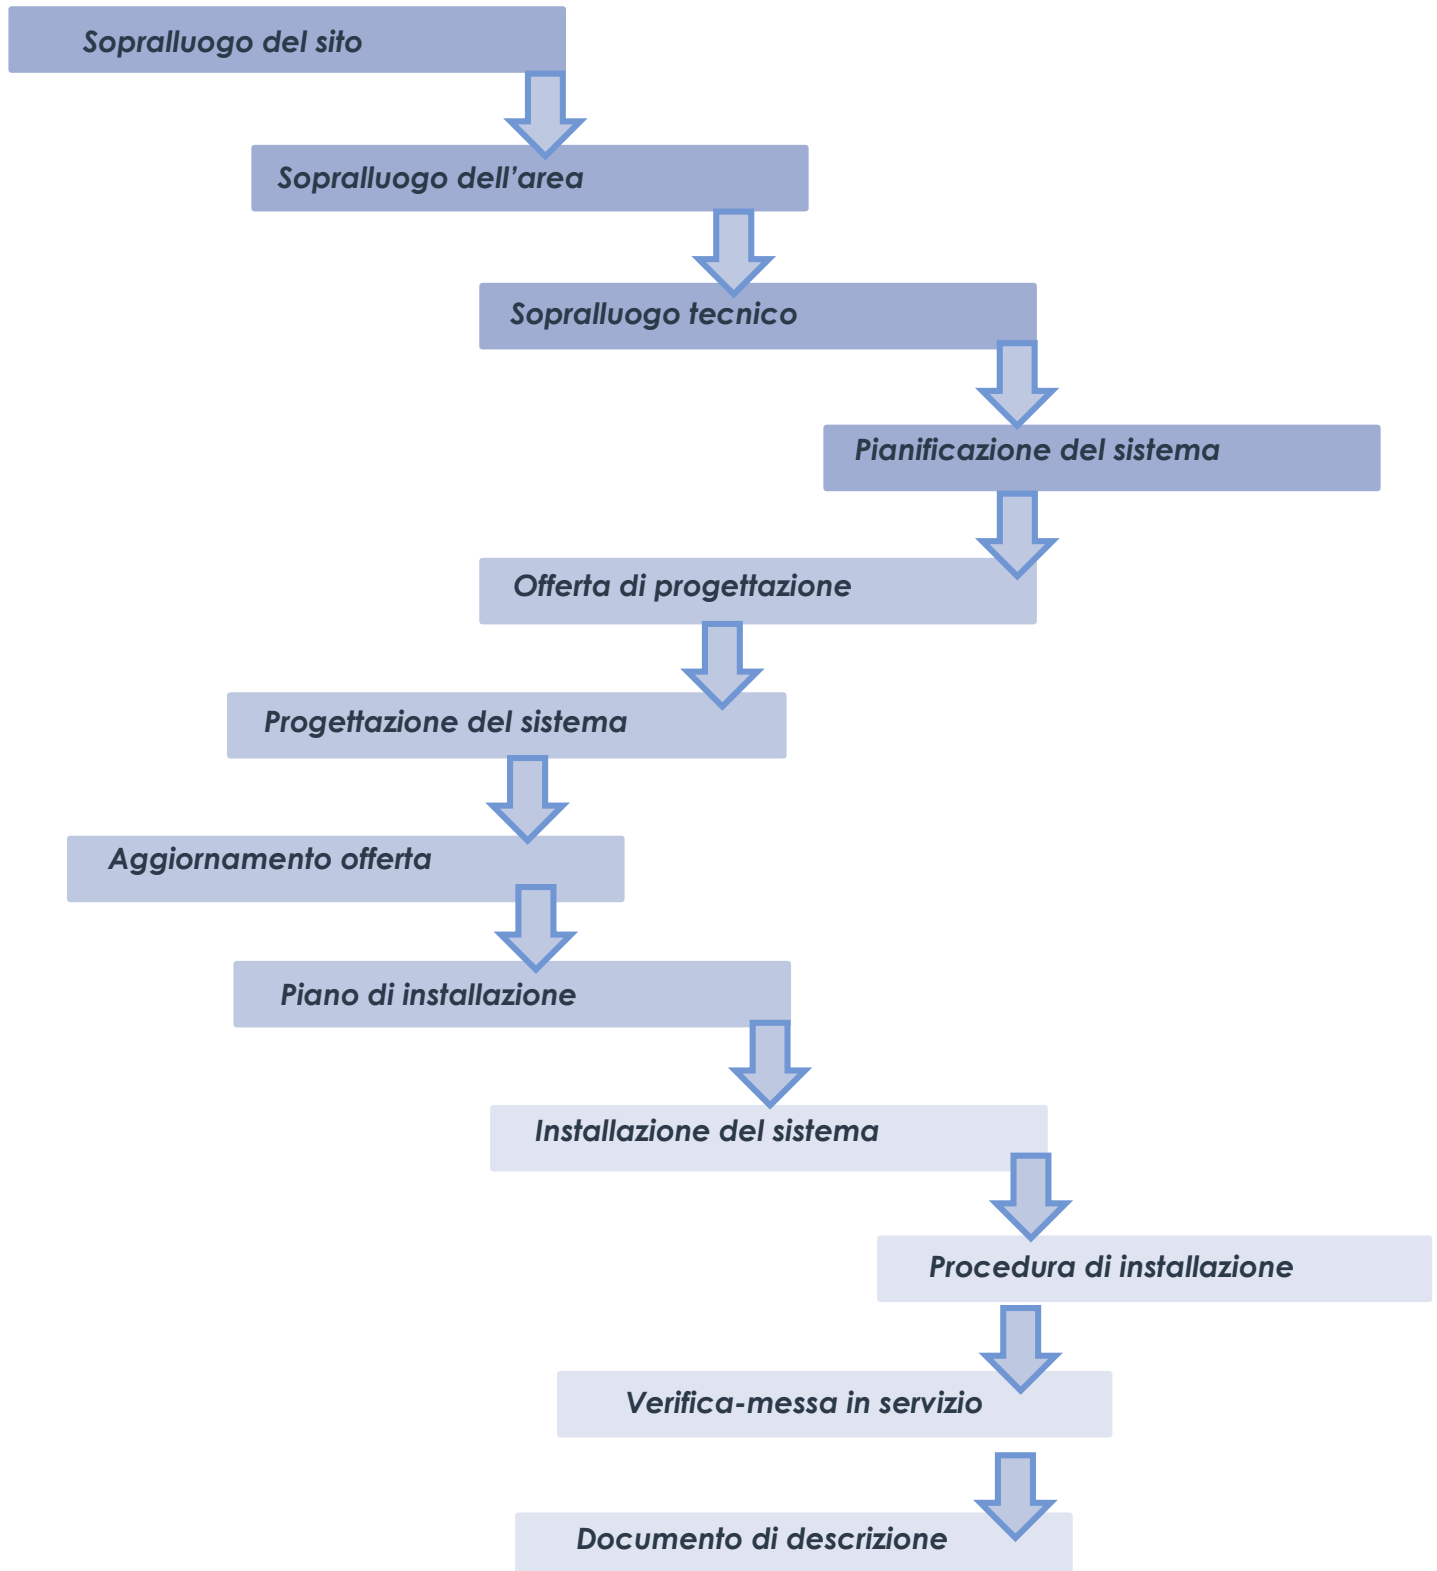 Sopralluogo del sito
Sopralluogo dell’area
Sopralluogo tecnico
Pianificazione del sistema
Offerta di progettazione
Progettazione del sistema
Aggiornamento offerta
Piano di installazione
Installazione del sistema
Procedura di installazione
Verifica-messa in servizio
Documento di descrizione